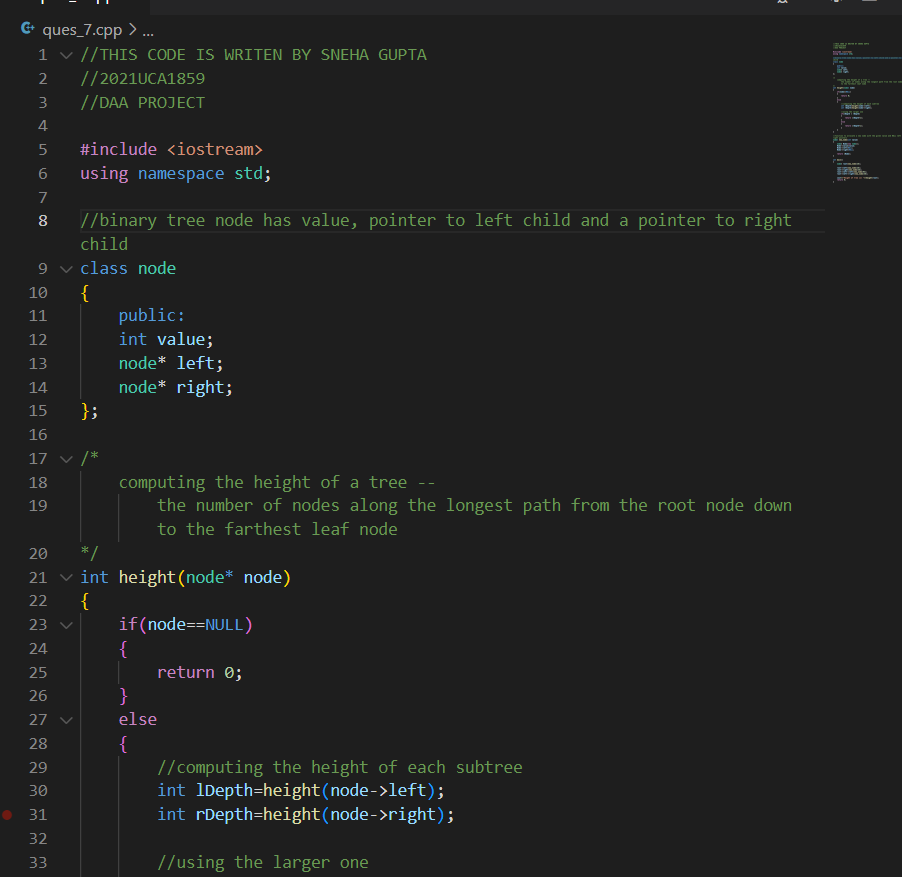 ques_7.cpp > ...
1 //THIS CODE IS WRITEN BY SNEHA GUPTA
2 //2021UCA1859
3 //DAA PROJECT
4
5 #include <iostream>
6 using namespace std;
7
8 //binary tree node has value, pointer to left child and a pointer to right
child
9 class node
10 {
11 public:
12 int value;
13 node* left;
14 node* right;
15 };
16
17 /*
18 computing the height of a tree --
19 the number of nodes along the longest path from the root node down
to the farthest leaf node
20 */
21 int height(node* node)
22 {
23 if(node==NULL)
24 {
25 return 0;
26 }
27 else
28 {
29 //computing the height of each subtree
30 int lDepth=height(node->left);
31 int rDepth=height(node->right);
32
33 //using the larger one